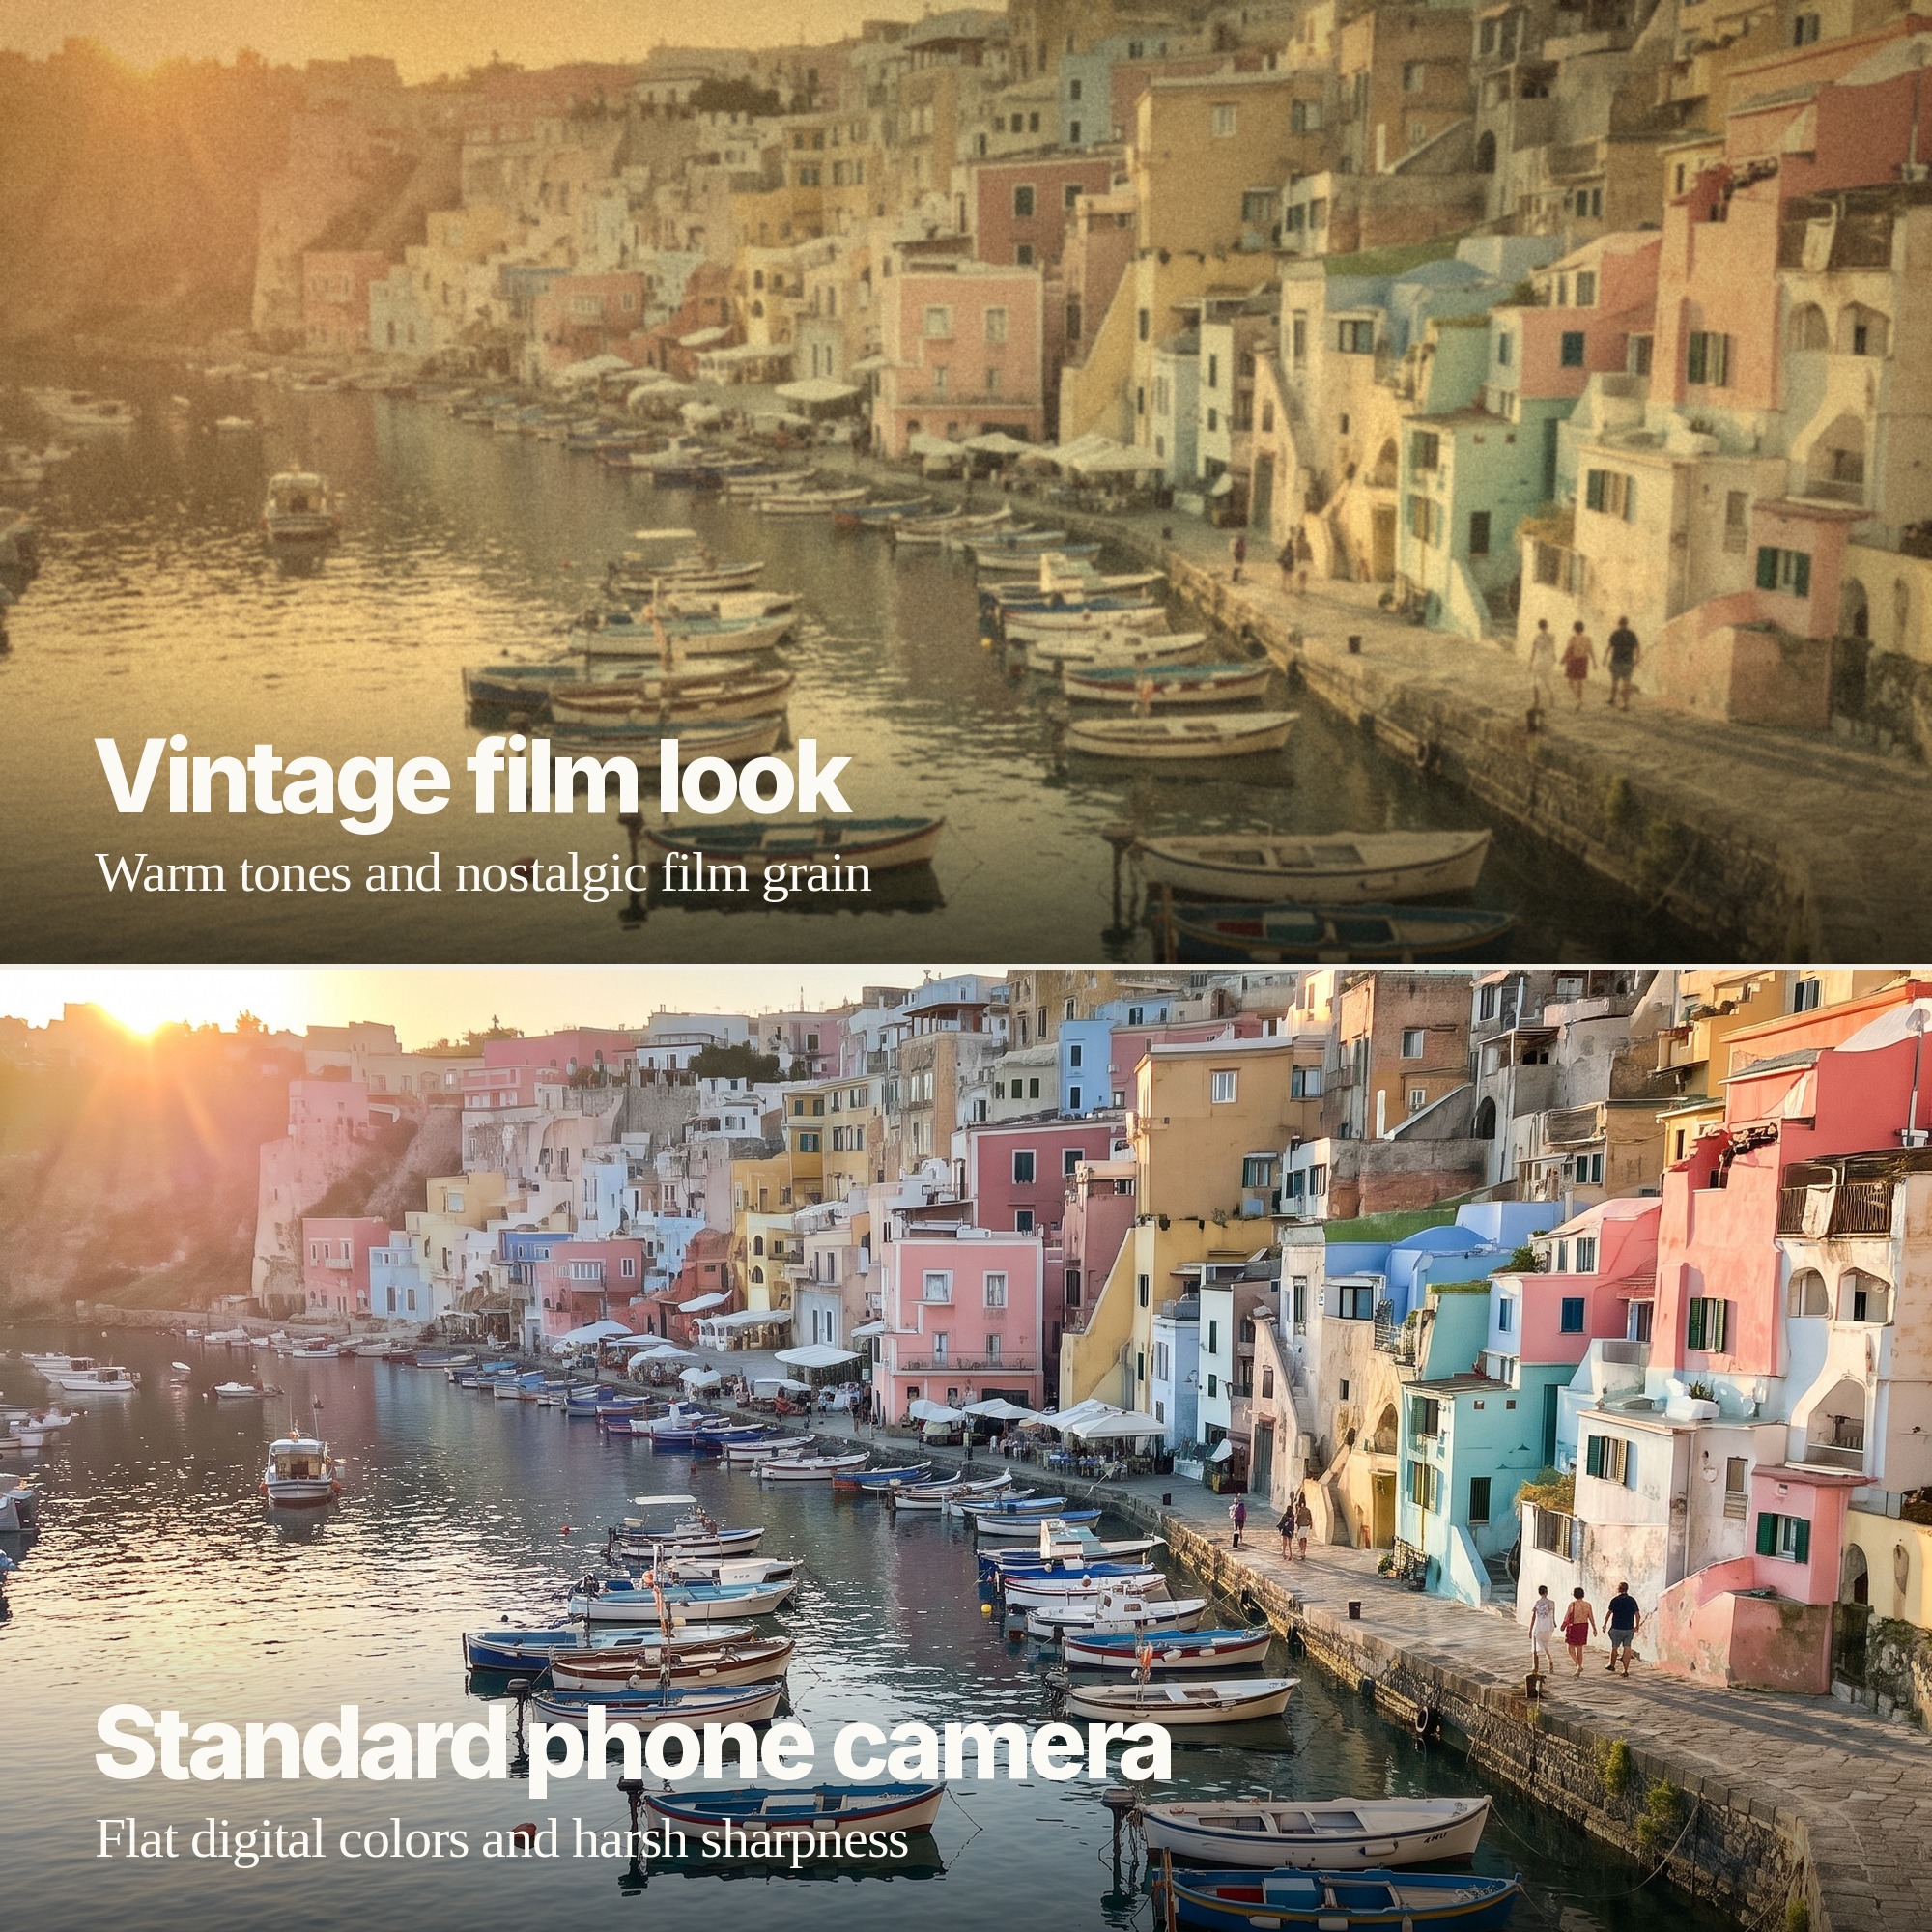 Vintage film look
Warm tones and nostalgic film grain
Standard phone camera
Flat digital colors and harsh sharpness